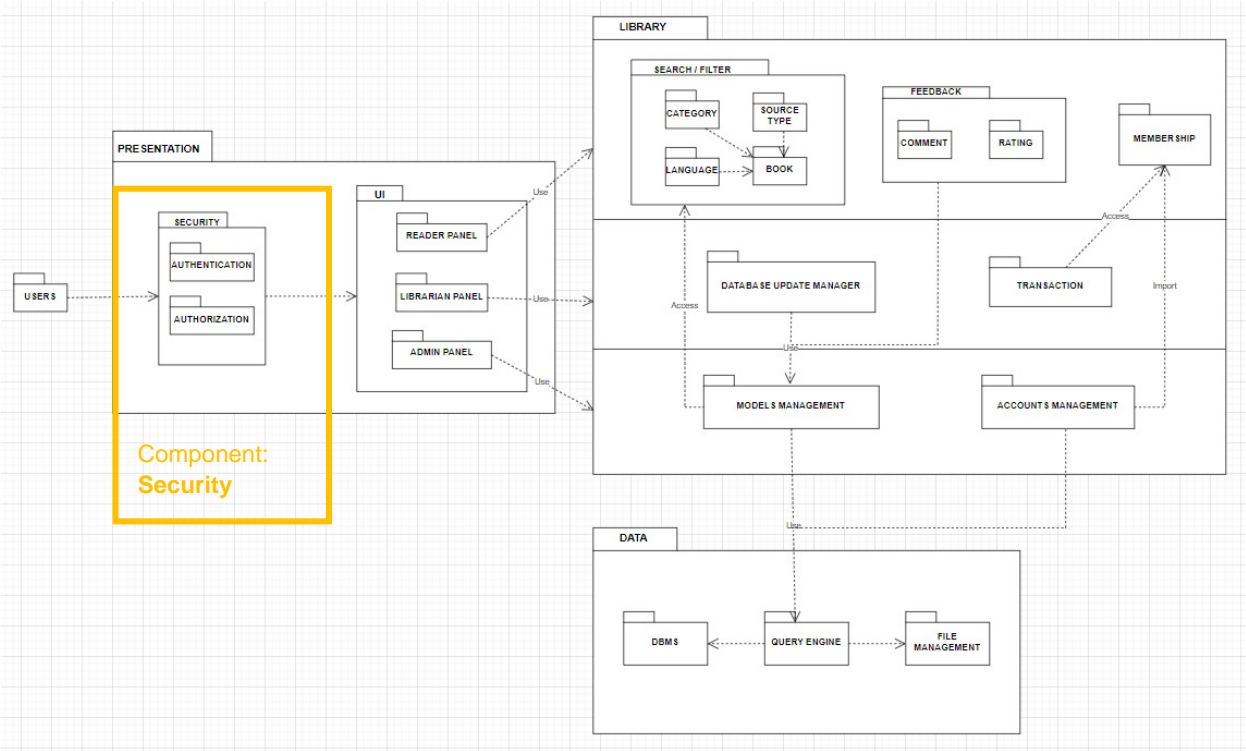 LIBRARY
SEARCH / FILTER
CATEGORY
SOURCE
TYPE
LANGUAGE
BOOK
FEEDBACK
COMMENT
RATING
MEMBERSHIP
PRESENTATION
SECURITY
AUTHENTICATION
AUTHORIZATION
UI
READER PANEL
LIBRARIAN PANEL
ADMIN PANEL
USERS
Use
Use
Use
Access
DATABASE UPDATE MANAGER
TRANSACTION
Access
Import
Use
MODELS MANAGEMENT
ACCOUNTS MANAGEMENT
Component:
Security
Use
DATA
DBMS
QUERY ENGINE
FILE
MANAGEMENT